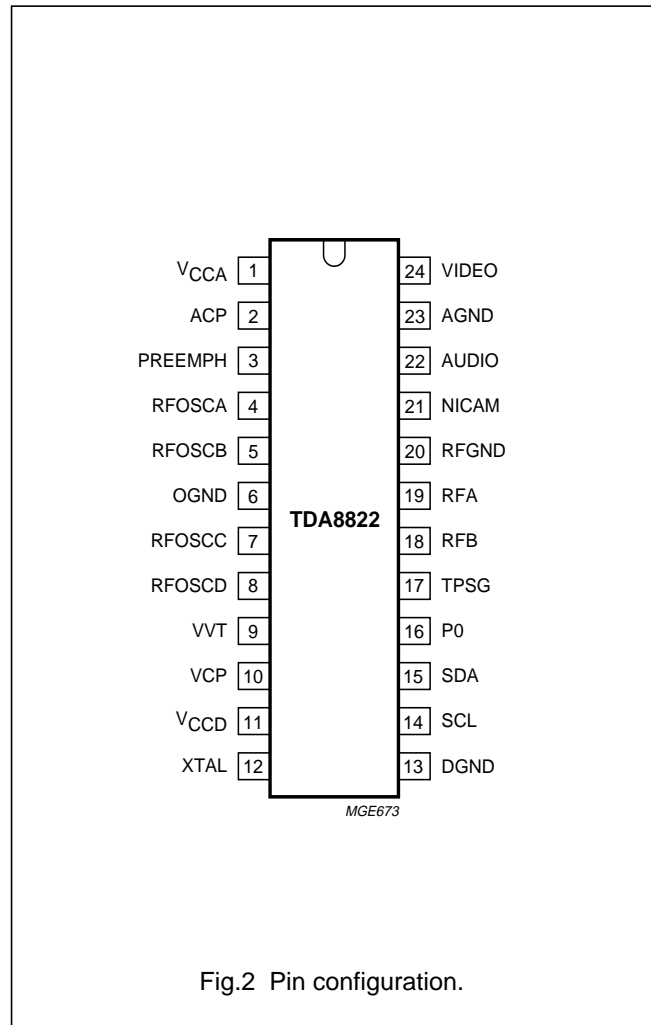 VCCA 1 24 VIDEO
ACP 2 23 AGND
PREEMPH 3 22 AUDIO
RFOSCA 4 21 NICAM
RFOSCB 5 20 RFGND
OGND 6 19 RFA
TDA8822
RFOSCC 7 18 RFB
RFOSCD 8 17 TPSG
VVT 9 16 P0
VCP 10 15 SDA
VCCD 11 14 SCL
XTAL 12 13 DGND
MGE673
Fig.2 Pin configuration.